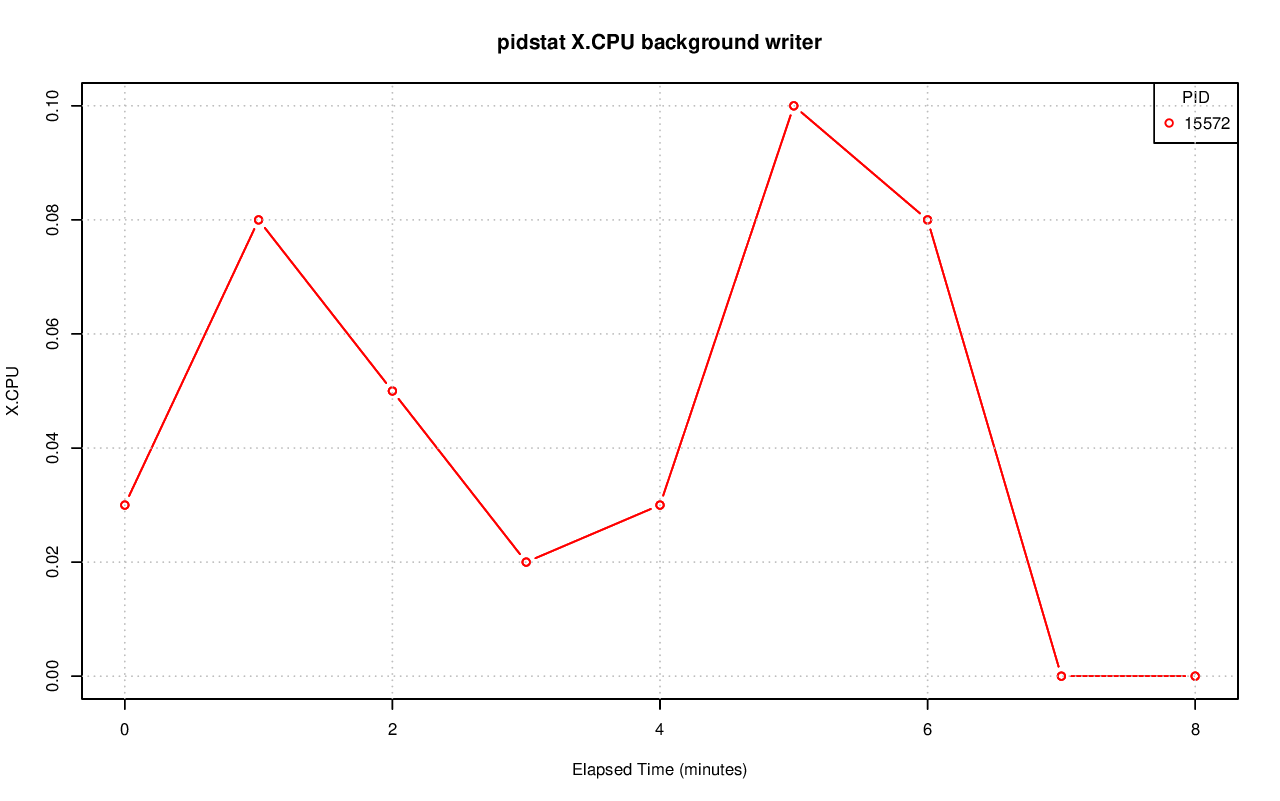 pidstat X.CPU background writer
PID
15572
0.10
0.08
0.06
0.04
0.02
0.00
X.CPU
0 2 4 6 8
Elapsed Time (minutes)